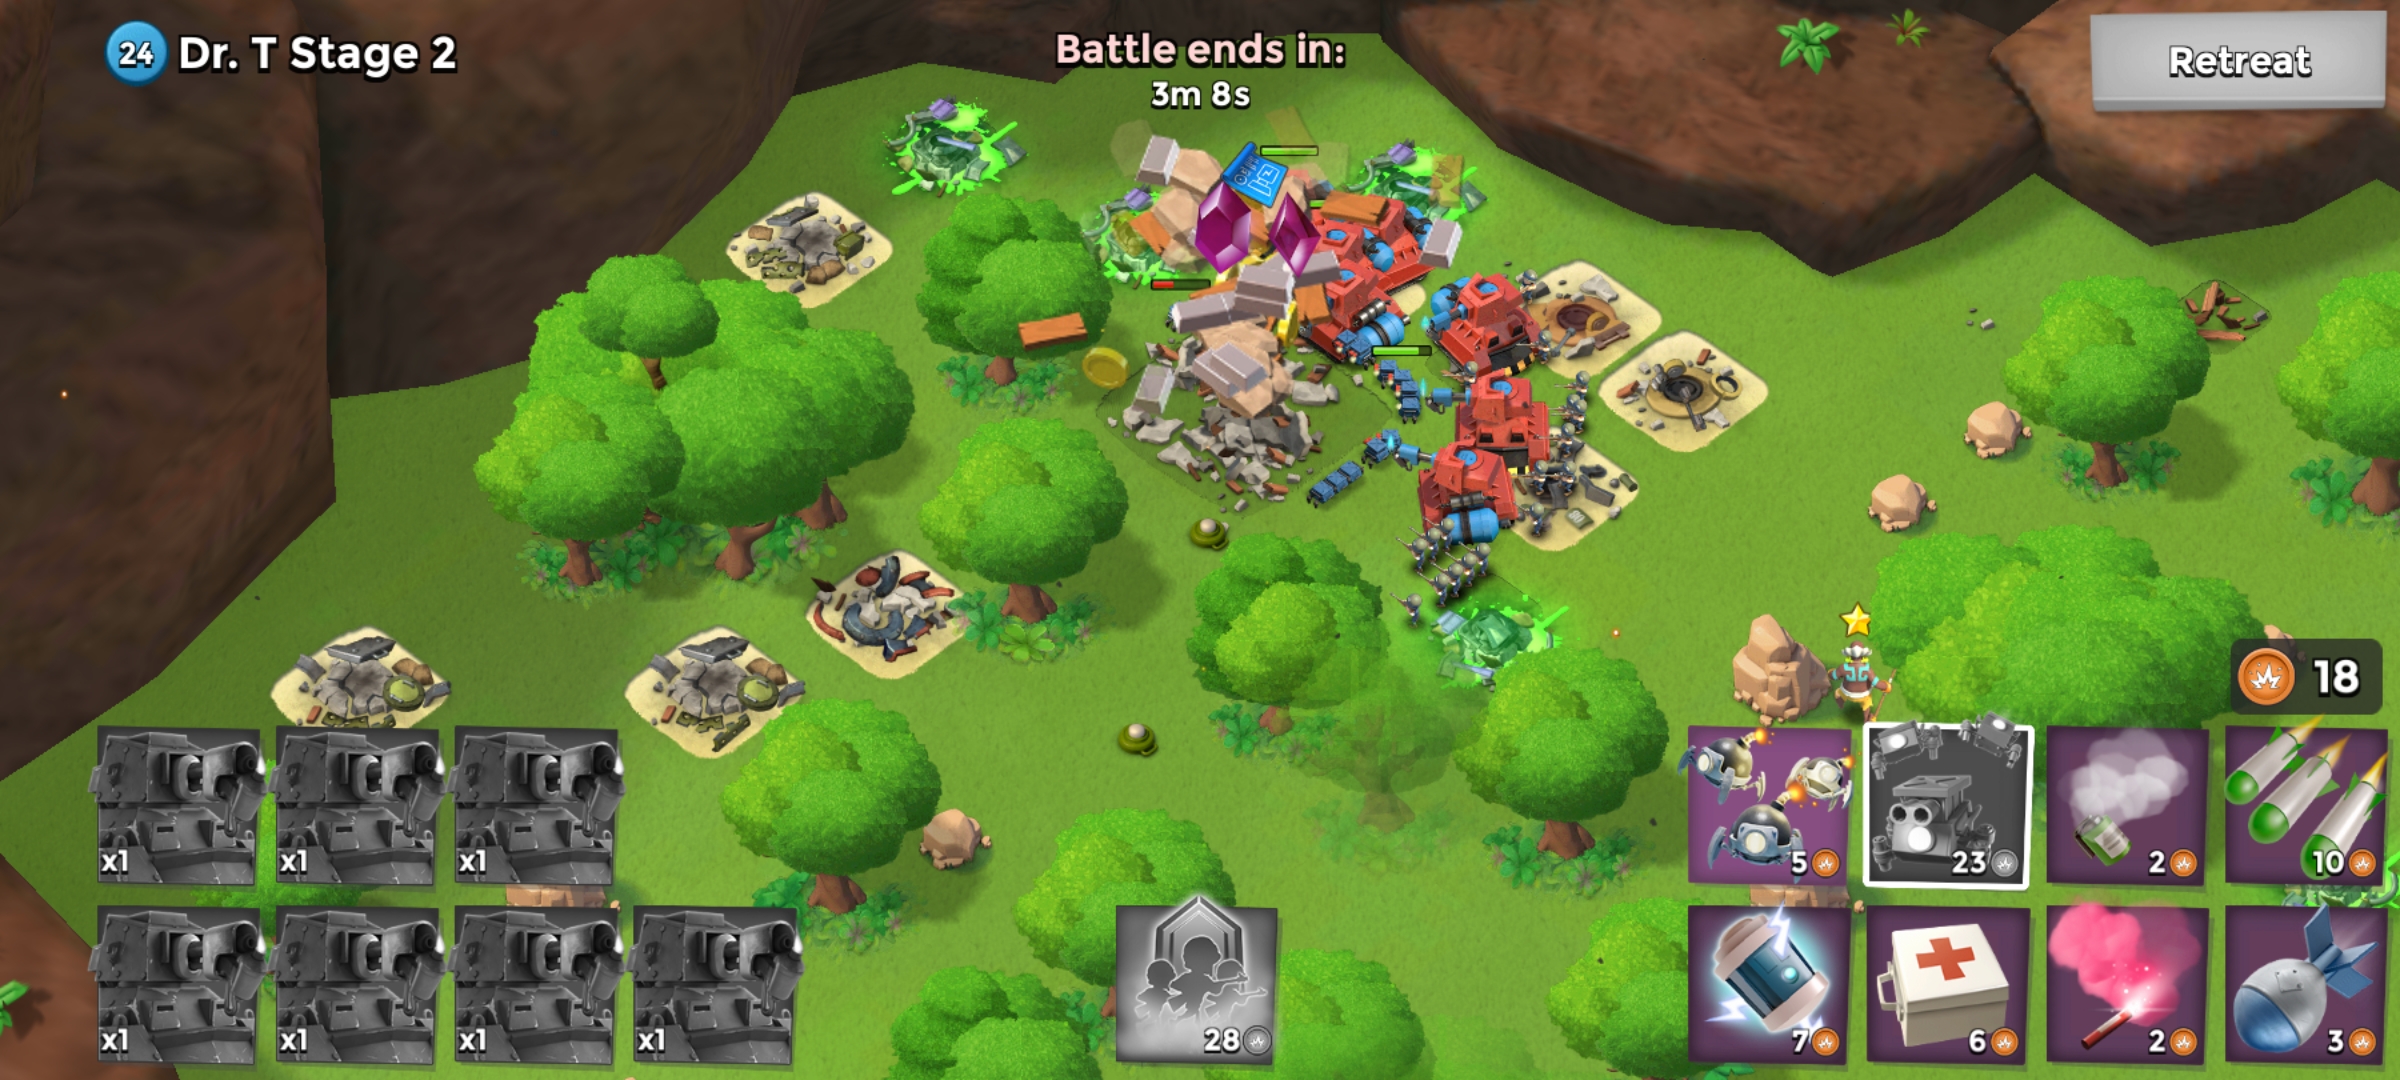 24 Dr. T Stage 2
Battle ends in:
3m 8s
Retreat
18
x1 x1 x1
5 23 2 10
x1 x1 x1 x1
28
7 6 2 3